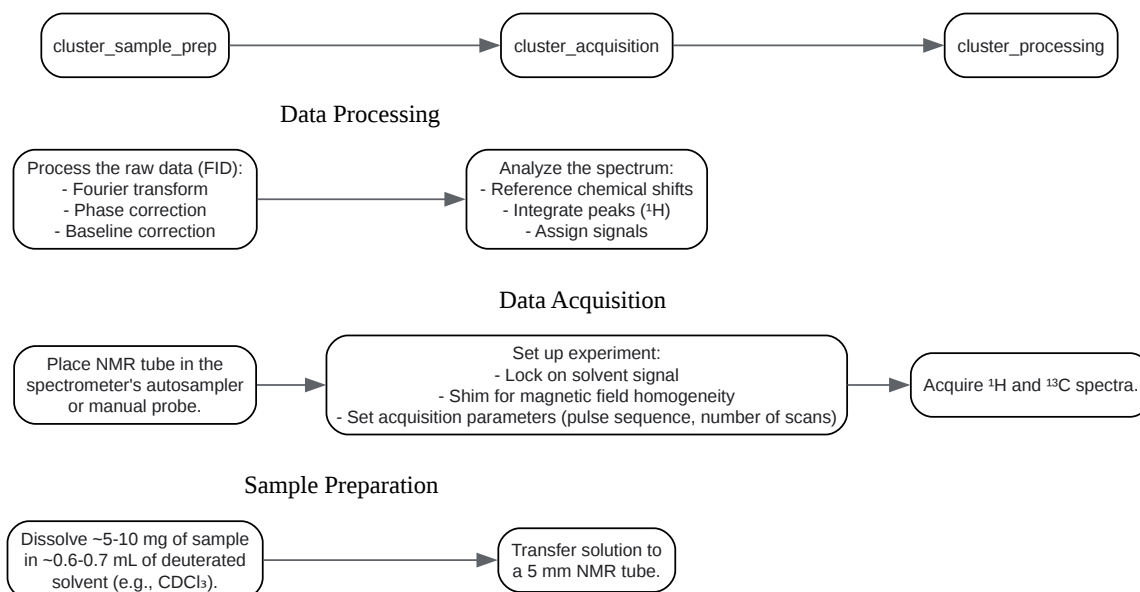 cluster_sample_prep
cluster_acquisition
cluster_processing
Data Processing
Process the raw data (FID):
- Fourier transform
- Phase correction
- Baseline correction
Analyze the spectrum:
- Reference chemical shifts
- Integrate peaks (¹H)
- Assign signals
Data Acquisition
Place NMR tube in the
spectrometer's autosampler
or manual probe.
Set up experiment:
- Lock on solvent signal
- Shim for magnetic field homogeneity
- Set acquisition parameters (pulse sequence, number of scans)
Acquire ¹H and ¹³C spectra.
Sample Preparation
Dissolve ~5-10 mg of sample
in ~0.6-0.7 mL of deuterated
solvent (e.g., CDCl₃).
Transfer solution to
a 5 mm NMR tube.